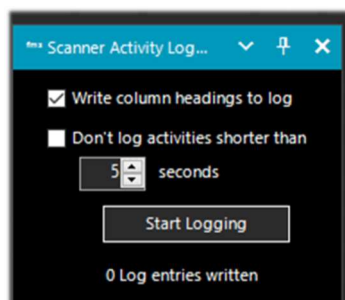 Scanner Activity Log...
Write column headings to log
Don't log activities shorter than
5 seconds
Start Logging
0 Log entries written